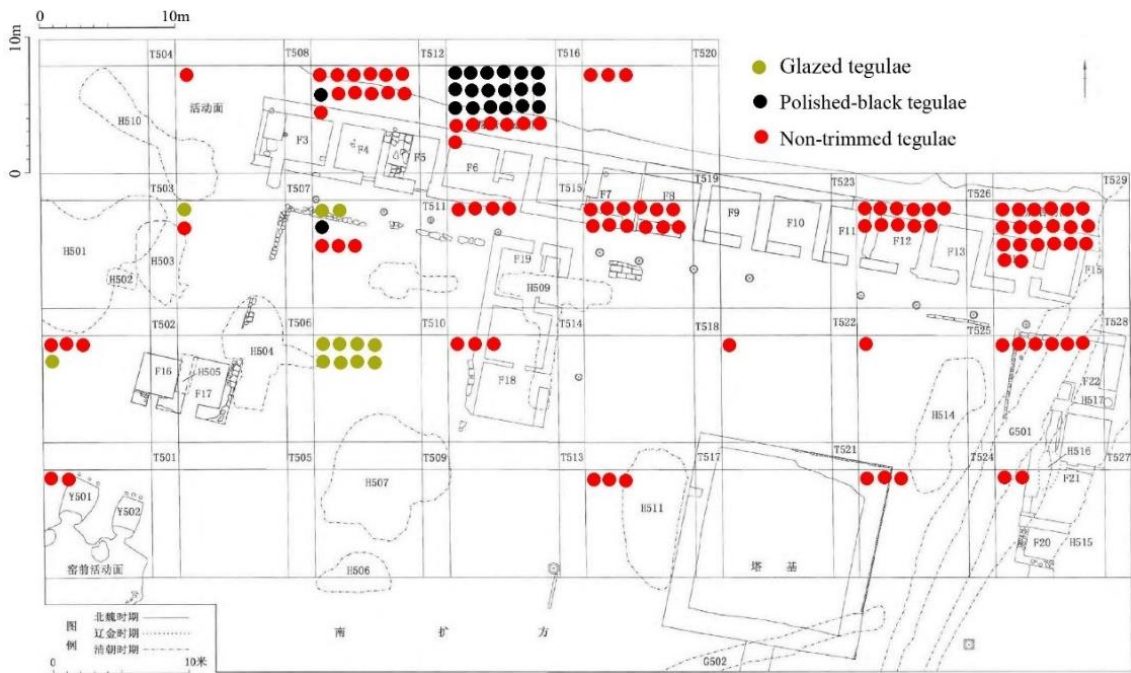 0 10m
10m
0
T504 T508 T512 T516 T520
Glazed tegulae
Polished-black tegulae
Non-trimmed tegulae
H510
活动面
F3 F4 F5 F6 F7 F8 F9 F10 F11 F12 F13 F15
T503 T507 T511 T515 T519 T523 T526 T529
H501 H502 H503
F19 H509
T502 T506 T510 T514 T518 T522 T525 T528
F16 H505 F17 H504
F18
H514
F22
H517
G501
T501 T505 T509 T513 T517 T521 T524 T527
H516
F21
Y501
Y502
H507
H511
F20 H515
窑前活动面
H506
塔 基
图例
北魏时期
辽金时期
清朝时期
0 10米
南 扩 方
G502